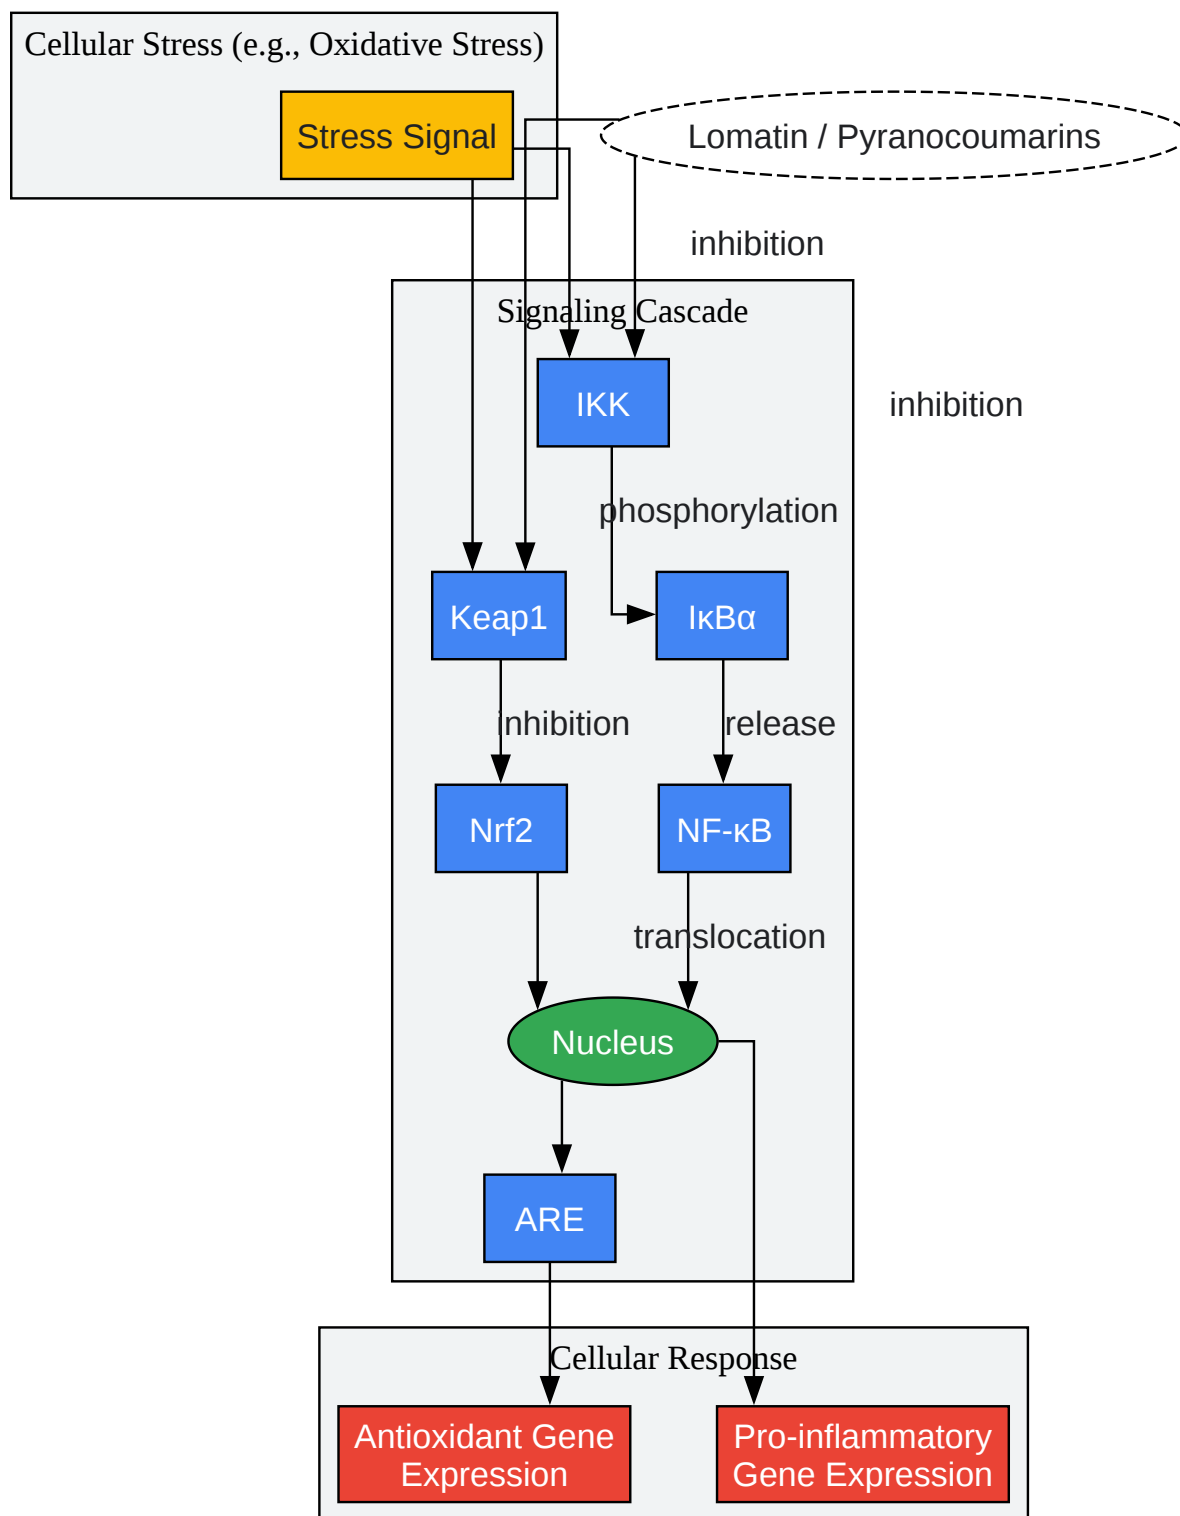 Cellular Stress (e.g., Oxidative Stress)
Stress Signal
Lomatin / Pyranocoumarins
inhibition
Signaling Cascade
IKK
inhibition
phosphorylation
Keap1
IκBα
inhibition
release
Nrf2
NF-κB
translocation
Nucleus
ARE
Cellular Response
Antioxidant Gene
Expression
Pro-inflammatory
Gene Expression